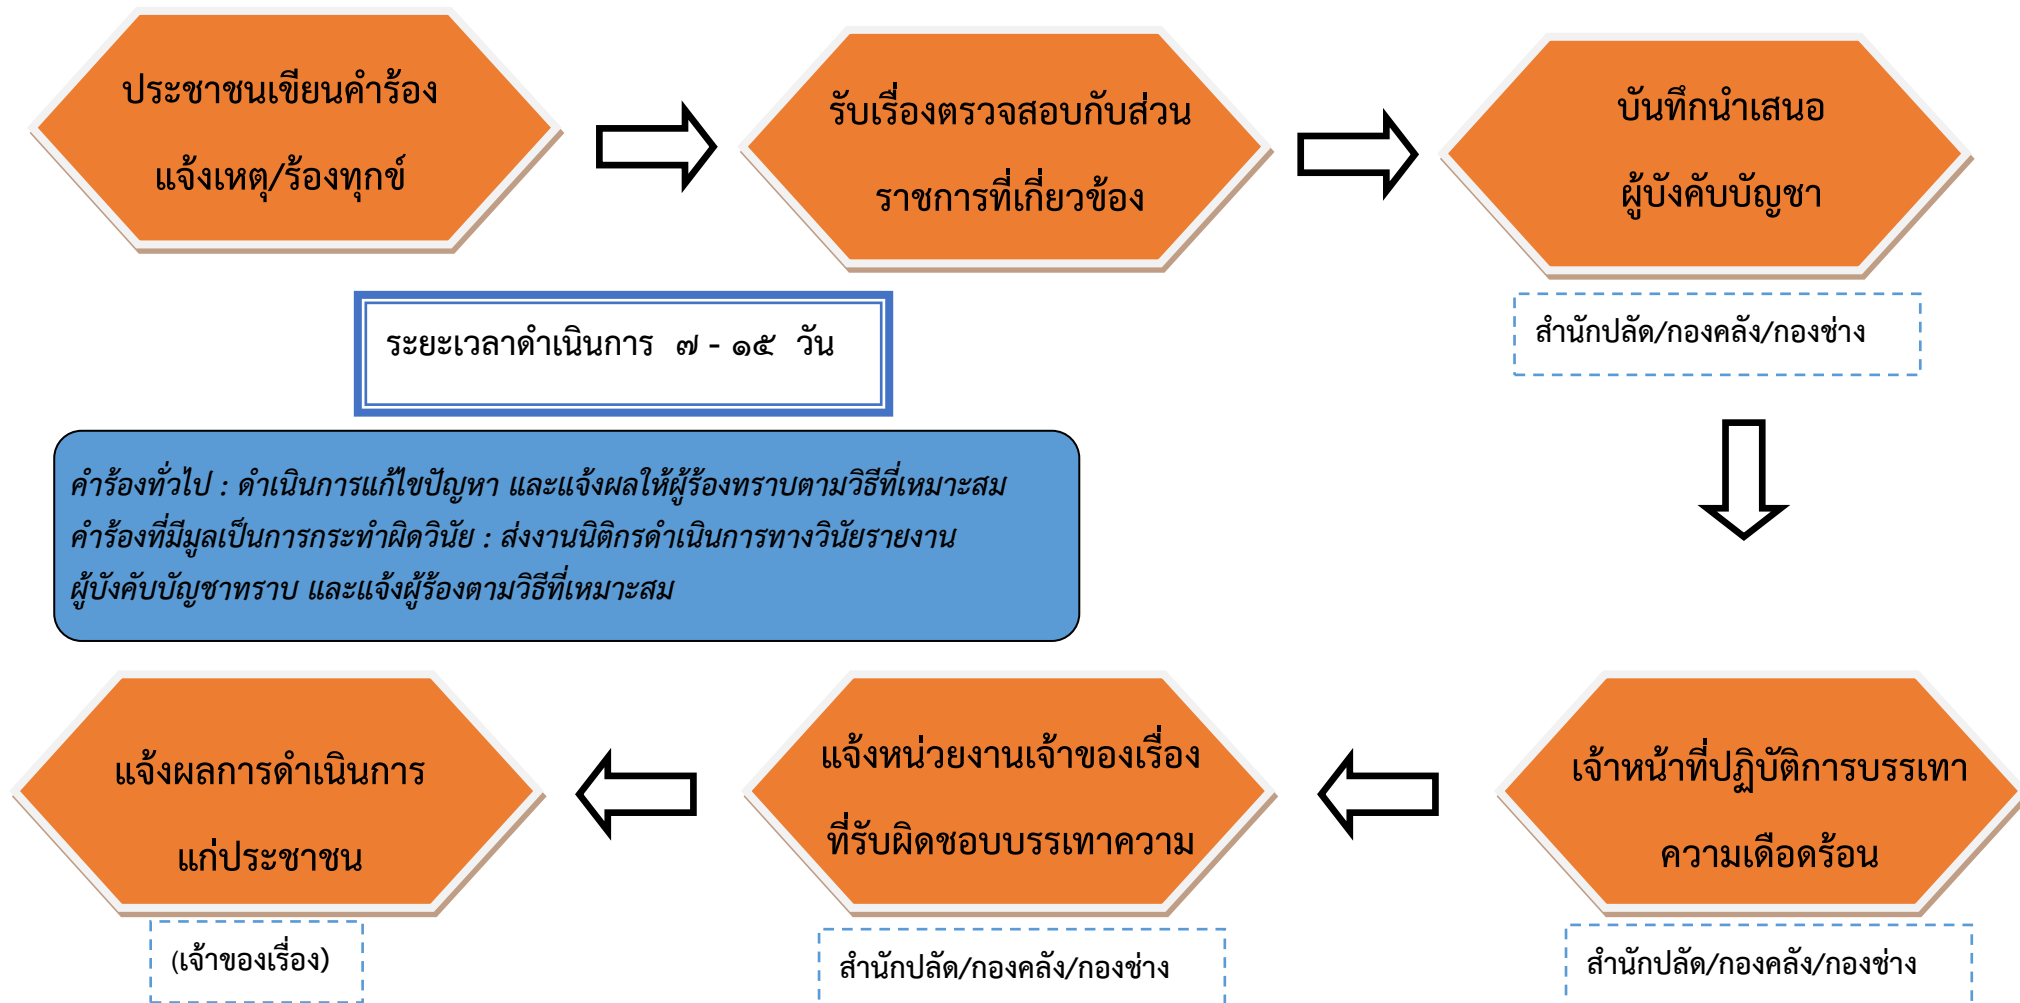 ประชาชนเขียนคำร้อง
แจ้งเหตุ/ร้องทุกข์
รับเรื่องตรวจสอบกับส่วน
ราชการที่เกี่ยวข้อง
บันทึกนำเสนอ
ผู้บังคับบัญชา
สำนักปลัด/กองคลัง/กองช่าง
ระยะเวลาดำเนินการ ๗ - ๑๕ วัน
คำร้องทั่วไป : ดำเนินการแก้ไขปัญหา และแจ้งผลให้ผู้ร้องทราบตามวิธีที่เหมาะสม
คำร้องที่มีมูลเป็นการกระทำผิดวินัย : ส่งงานนิติกรดำเนินการทางวินัยรายงาน
ผู้บังคับบัญชาทราบ และแจ้งผู้ร้องตามวิธีที่เหมาะสม
เจ้าหน้าที่ปฏิบัติการบรรเทา
ความเดือดร้อน
สำนักปลัด/กองคลัง/กองช่าง
แจ้งหน่วยงานเจ้าของเรื่อง
ที่รับผิดชอบบรรเทาความ
สำนักปลัด/กองคลัง/กองช่าง
แจ้งผลการดำเนินการ
แก่ประชาชน
(เจ้าของเรื่อง)